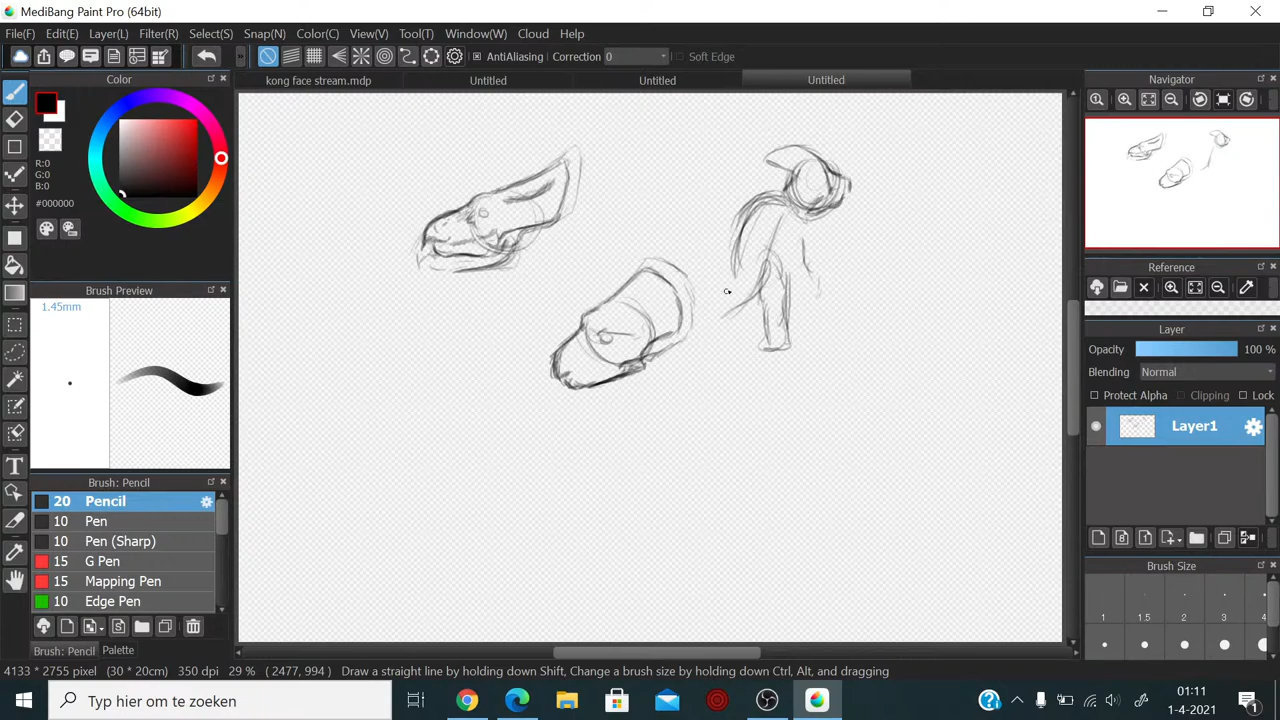 MediBang Paint Pro (64bit)
File(F) Edit(E) Layer(L) Filter(R) Select(S) Snap(N) Color(C) View(V) Tool(T) Window(W) Cloud Help
AntiAliasing Correction 0 Soft Edge
Color
kong face stream.mdp Untitled Untitled Untitled
Navigator
R:0
G:0
B:0
#000000
Reference
Brush Preview
1.45mm
Layer
Opacity 100 %
Blending Normal
Protect Alpha Clipping Lock
Layer1
Brush: Pencil
20 Pencil
10 Pen
10 Pen (Sharp)
15 G Pen
15 Mapping Pen
10 Edge Pen
Brush Size
1 1.5 2 3 4
Brush: Pencil Palette
4133 * 2755 pixel (30 * 20cm) 350 dpi 29 % ( 2477, 994 ) Draw a straight line by holding down Shift, Change a brush size by holding down Ctrl, Alt, and dragging
Typ hier om te zoeken
01:11
1-4-2021
1